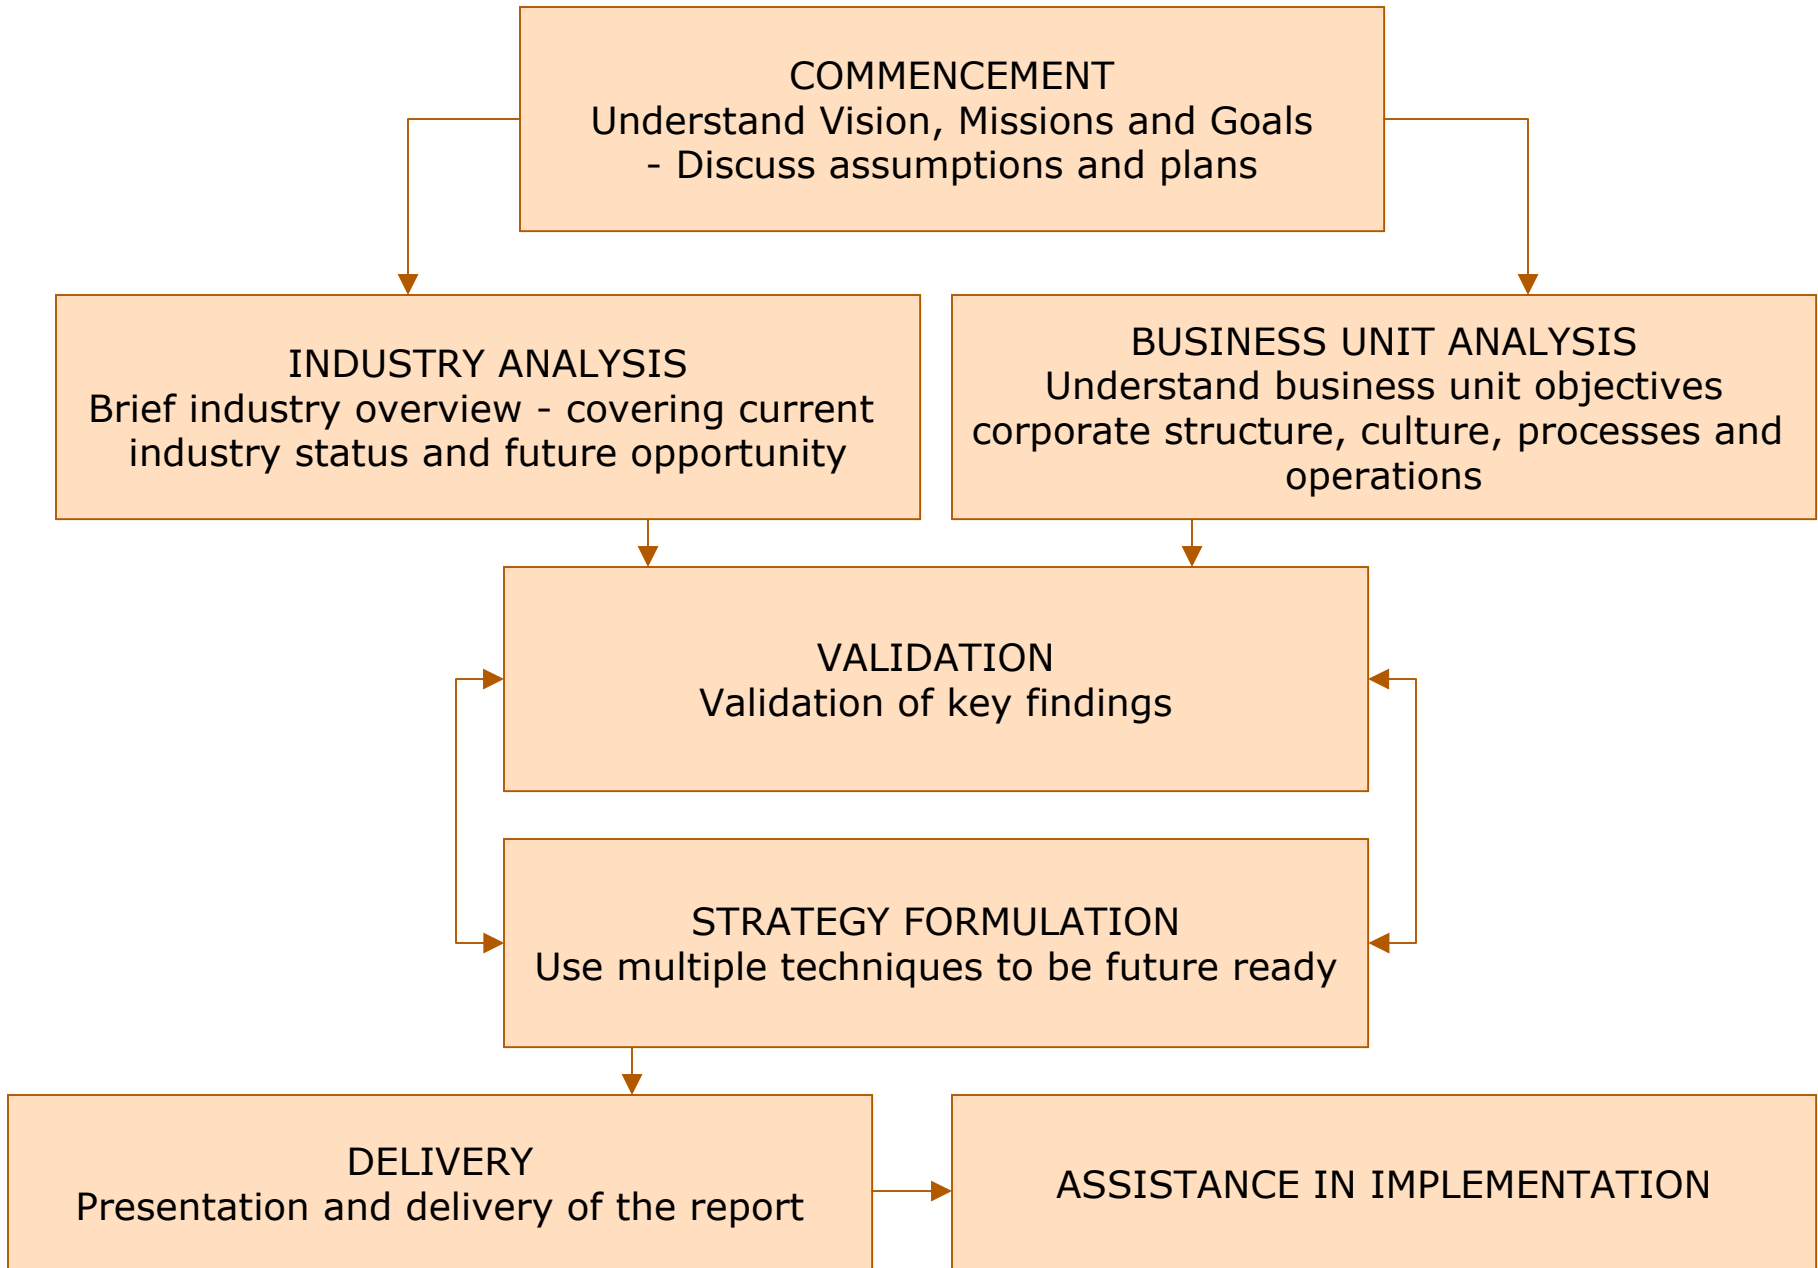 COMMENCEMENT
Understand Vision, Missions and Goals
- Discuss assumptions and plans
INDUSTRY ANALYSIS
Brief industry overview - covering current
industry status and future opportunity
BUSINESS UNIT ANALYSIS
Understand business unit objectives
corporate structure, culture, processes and
operations
VALIDATION
Validation of key findings
STRATEGY FORMULATION
Use multiple techniques to be future ready
DELIVERY
Presentation and delivery of the report
ASSISTANCE IN IMPLEMENTATION